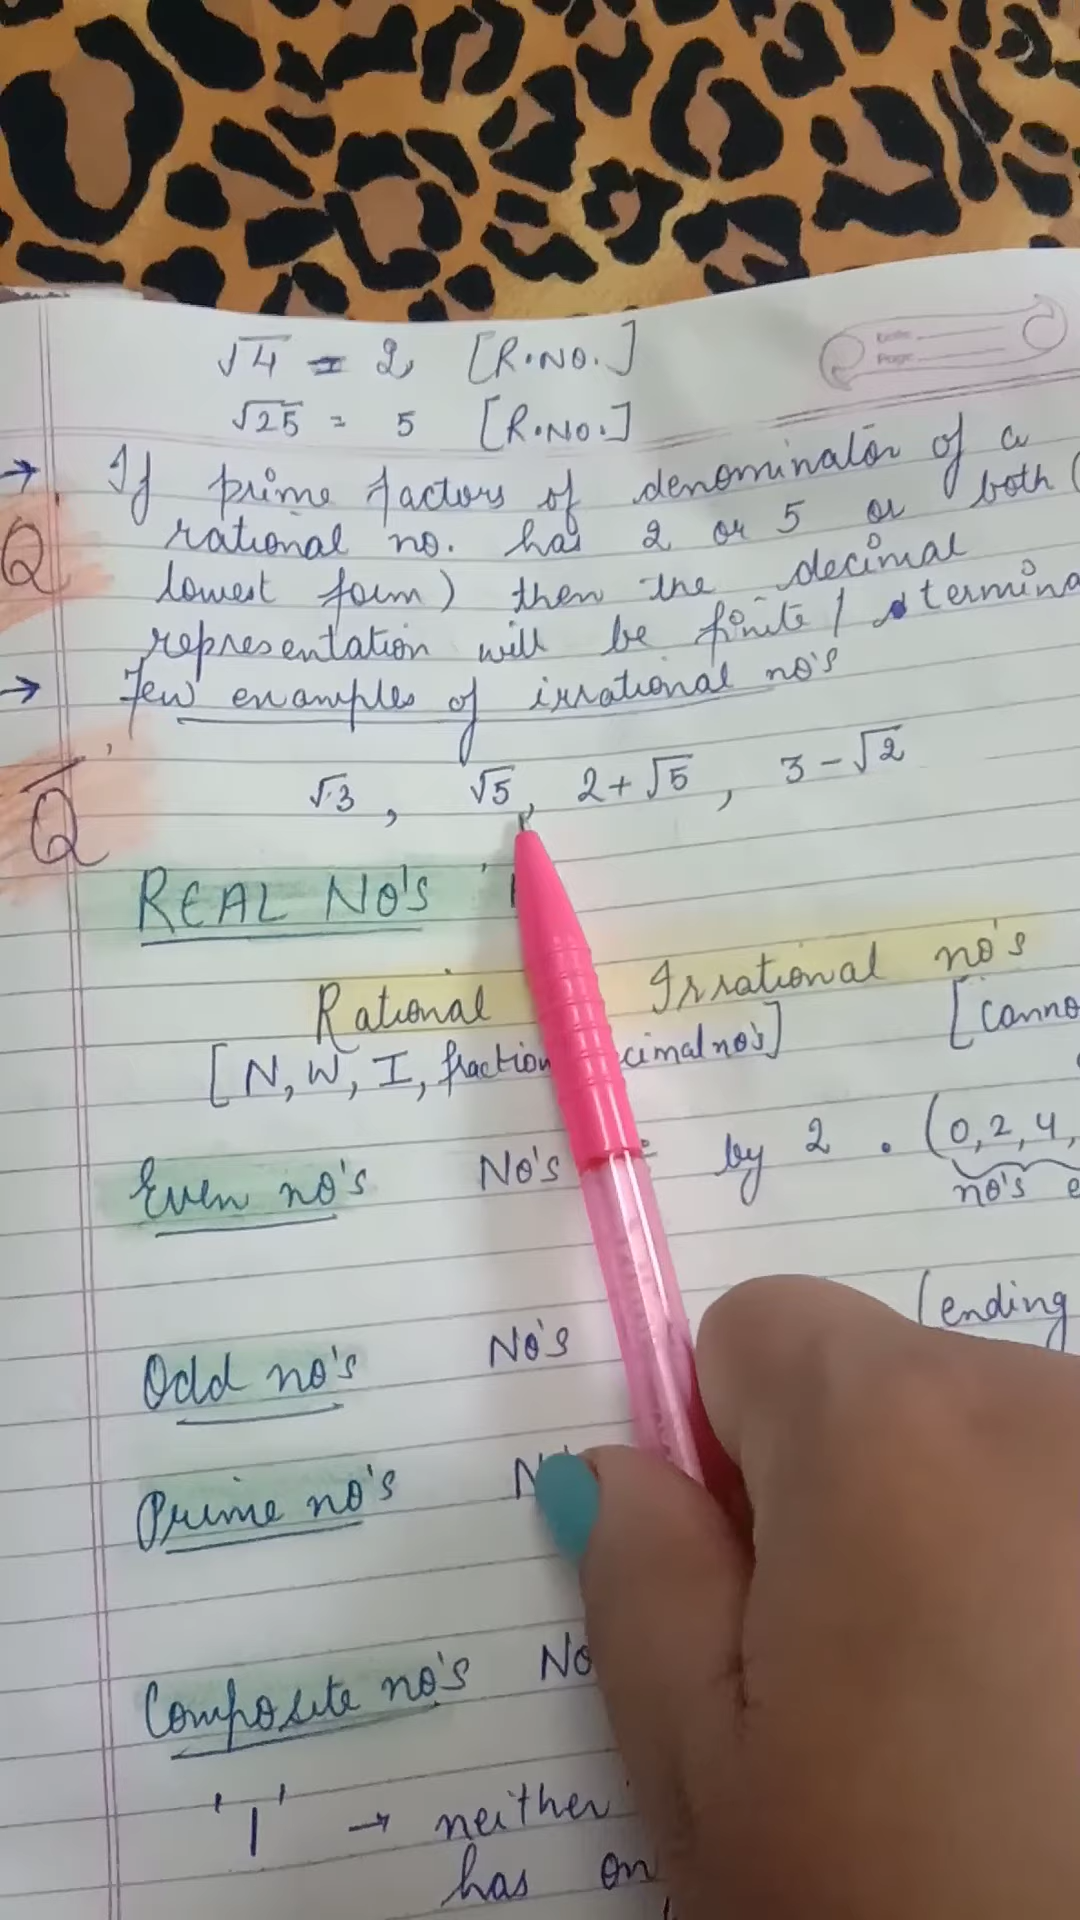 √4 = 2 [R.NO.]
Date:
Page:
√25 = 5 [R.NO.]
→ If prime factors of denominator of a
Q rational no. has 2 or 5 or both (
lowest form) then the decimal
representation will be finite / termina
→ Few examples of irrational no's
Q √3, √5, 2+√5, 3-√2
REAL NO'S
Rational Irrational no's
[N, W, I, fraction cimal no's] [canno
Even no's NO'S by 2. (0, 2, 4,
no's e
Odd no's NO'S (ending
Prime no's
Composite no's NO
'1' → neither
has on